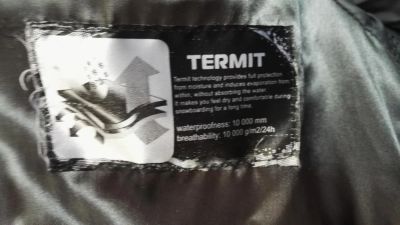 TERMIT
Termit technology provides full protection
from moisture and induces evaporation from
within, without absorbing the water.
It makes you feel dry and comfortable during
snowboarding for a long time.
waterproofness: 10 000 mm
breathability: 10 000 g/m2/24h